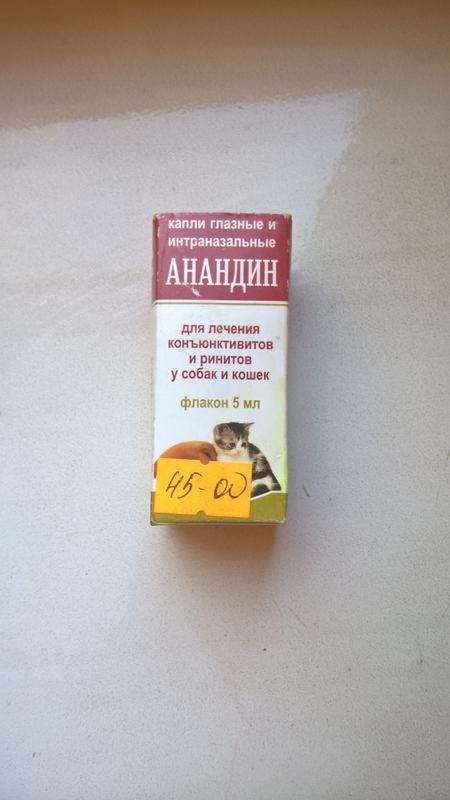 капли глазные и
интраназальные
АНАНДИН
для лечения
конъюнктивитов
и ринитов
у собак и кошек
флакон 5 мл
45-00